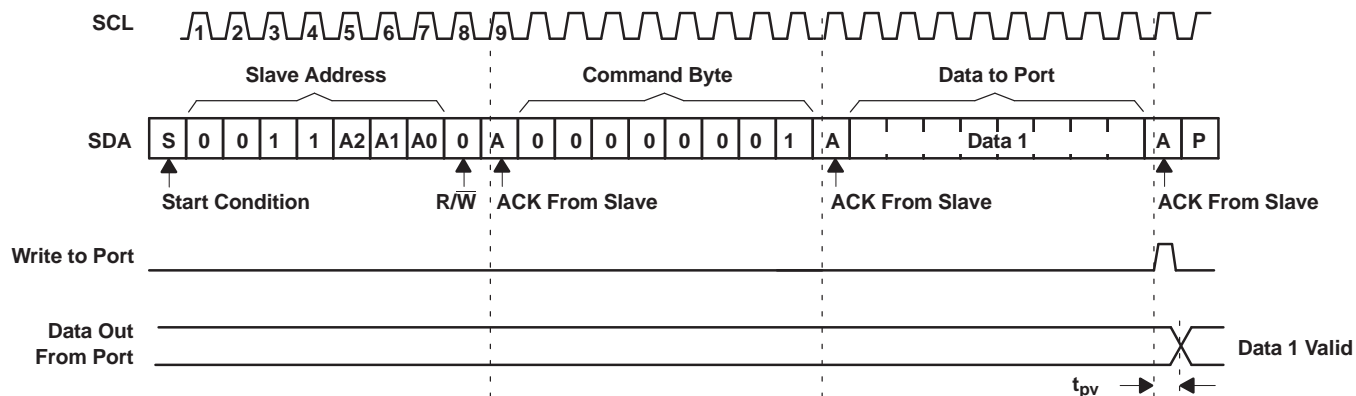 SCL 1 2 3 4 5 6 7 8 9
Slave Address Command Byte Data to Port
SDA S 0 0 1 1 A2 A1 A0 0 A 0 0 0 0 0 0 0 1 A Data 1 A P
Start Condition R/W̅ ACK From Slave ACK From Slave ACK From Slave
Write to Port
Data Out
From Port
Data 1 Valid
tpv